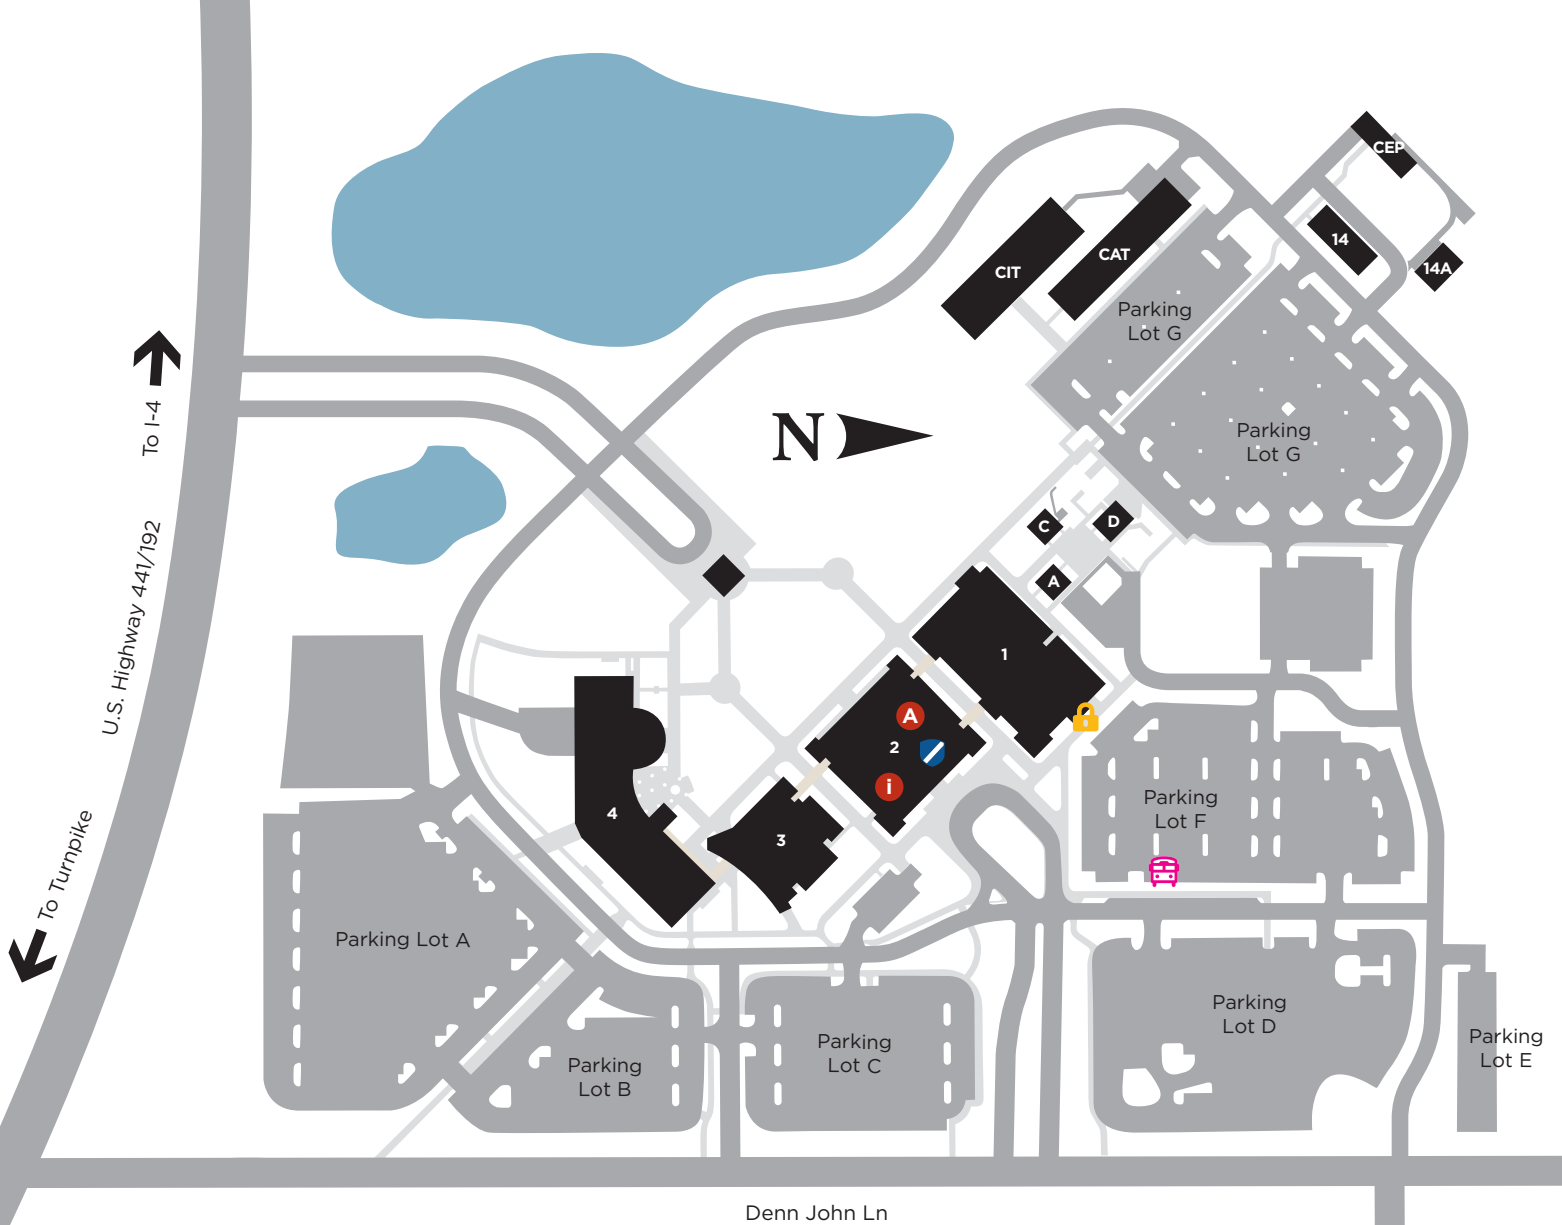 CEP
14
14A
CIT
CAT
Parking
Lot G
Parking
Lot G
To I-4
N
C
D
A
U.S. Highway 441/192
1
A
2
i
3
4
Parking
Lot F
To Turnpike
Parking Lot A
Parking
Lot B
Parking
Lot C
Parking
Lot D
Parking
Lot E
Denn John Ln